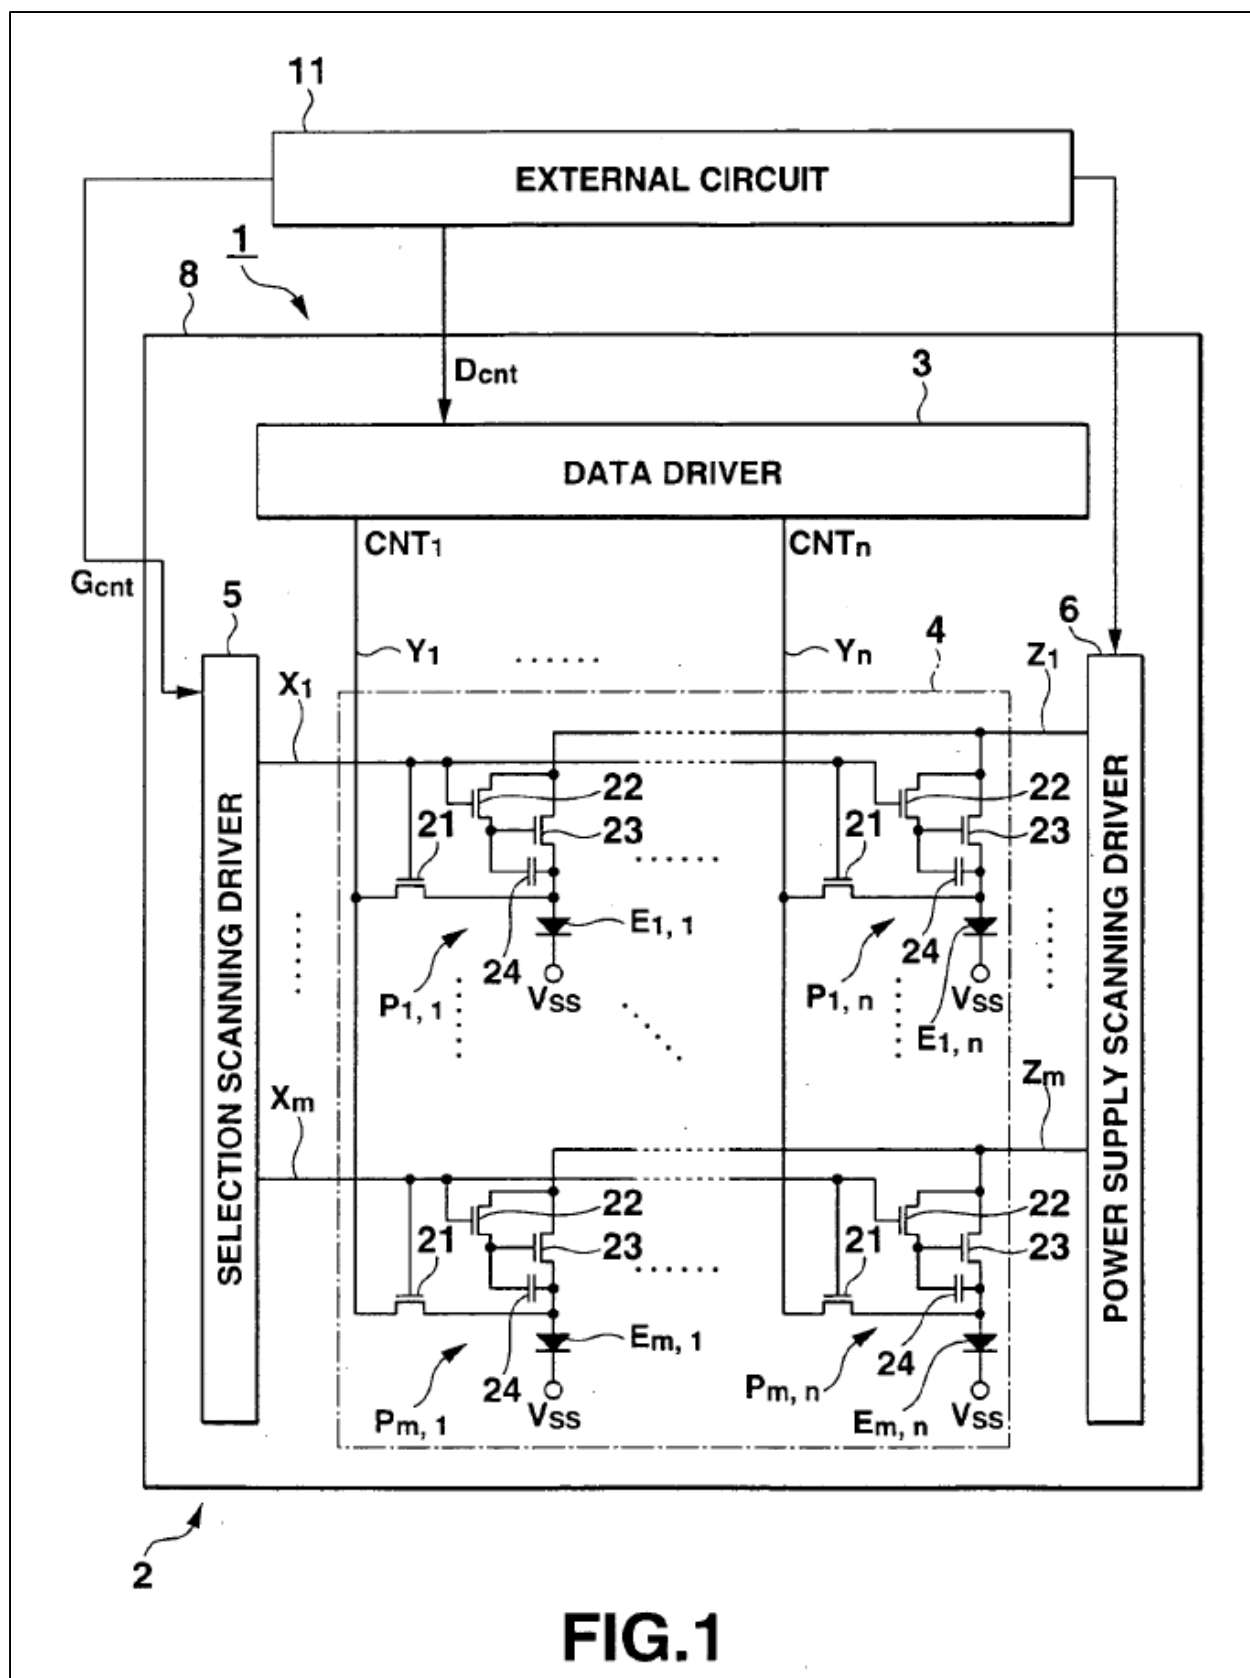 11
EXTERNAL CIRCUIT
1
8
Dcnt
3
DATA DRIVER
CNT1
CNTn
Gcnt
5
Y1
Yn
4
6
Z1
X1
SELECTION SCANNING DRIVER
POWER SUPPLY SCANNING DRIVER
22
22
21
23
21
23
E1, 1
24
24
P1, 1
VSS
P1, n
VSS
E1, n
Xm
Zm
22
22
21
23
21
23
Em, 1
24
24
Pm, 1
VSS
Pm, n
Em, n
VSS
2
FIG.1